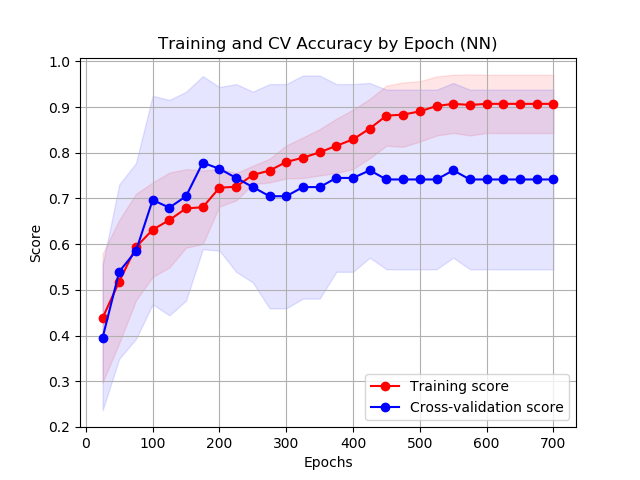 Training and CV Accuracy by Epoch (NN)
1.0
0.9
0.8
0.7
0.6
0.5
0.4
0.3
0.2
Score
0 100 200 300 400 500 600 700
Epochs
Training score
Cross-validation score